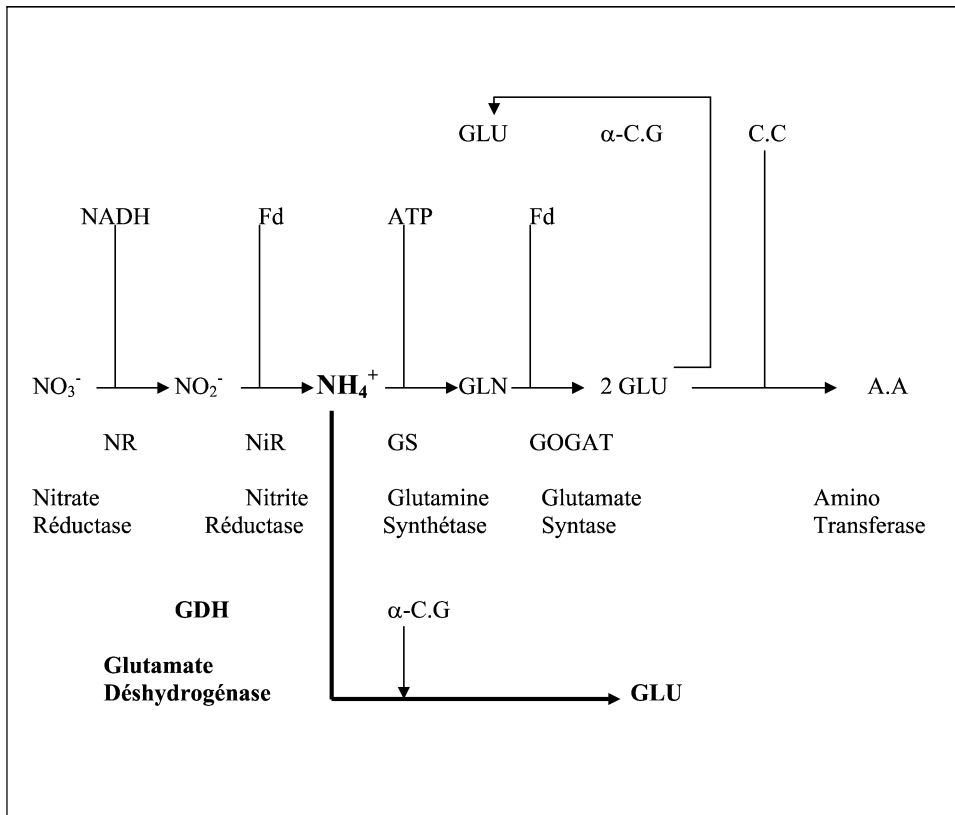 GLU α-C.G C.C
NADH Fd ATP Fd
NO₃⁻ NO₂⁻ NH₄⁺ GLN 2 GLU A.A
NR NiR GS GOGAT
Nitrate Nitrite Glutamine Glutamate Amino
Réductase Réductase Synthétase Syntase Transferase
GDH α-C.G
Glutamate
Déshydrogénase GLU